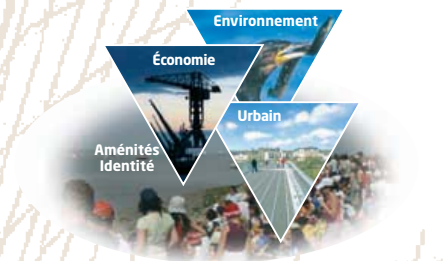 Environnement
Économie
Urbain
Aménités
Identité